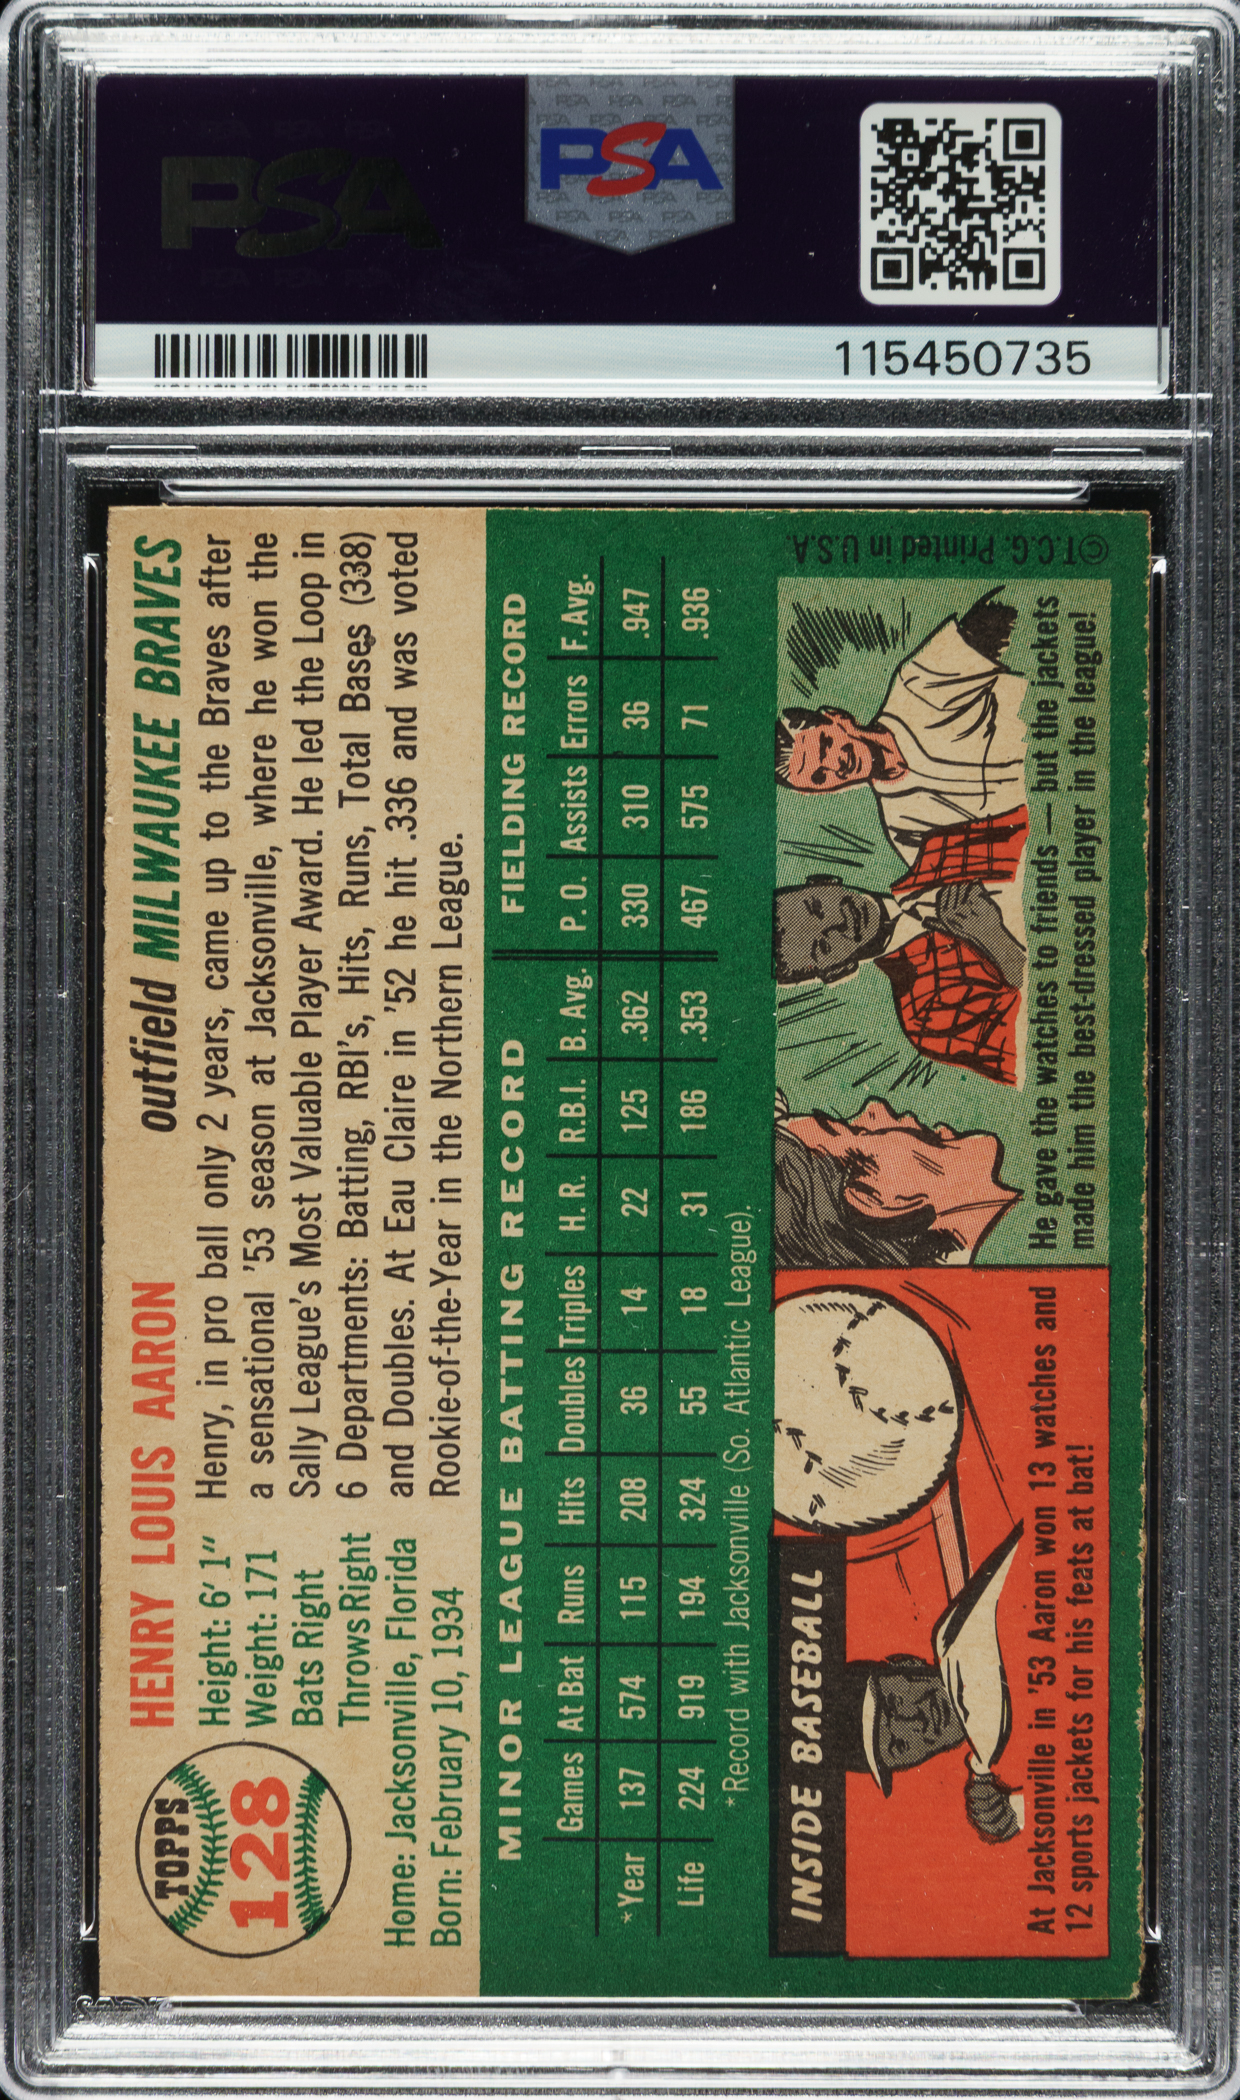 PSA
PSA
115450735
TOPPS
128
HENRY LOUIS AARON
outfield MILWAUKEE BRAVES
Height: 6' 1"
Weight: 171
Bats Right
Throws Right
Home: Jacksonville, Florida
Born: February 10, 1934
Henry, in pro ball only 2 years, came up to the Braves after
a sensational '53 season at Jacksonville, where he won the
Sally League's Most Valuable Player Award. He led the Loop in
6 Departments: Batting, RBI's, Hits, Runs, Total Bases (338)
and Doubles. At Eau Claire in '52 he hit .336 and was voted
Rookie-of-the-Year in the Northern League.
MINOR LEAGUE BATTING RECORD FIELDING RECORD
Games At Bat Runs Hits Doubles Triples H. R. R.B.I. B. Avg. P. O. Assists Errors F. Avg.
*Year 137 574 115 208 36 14 22 125 .362 330 310 36 .947
Life 224 919 194 324 55 18 31 186 .353 467 575 71 .936
*Record with Jacksonville (So. Atlantic League).
INSIDE BASEBALL
At Jacksonville in '53 Aaron won 13 watches and
12 sports jackets for his feats at bat!
He gave the watches to friends — but the jackets
made him the best-dressed player in the league!
©T.C.G. Printed in U.S.A.